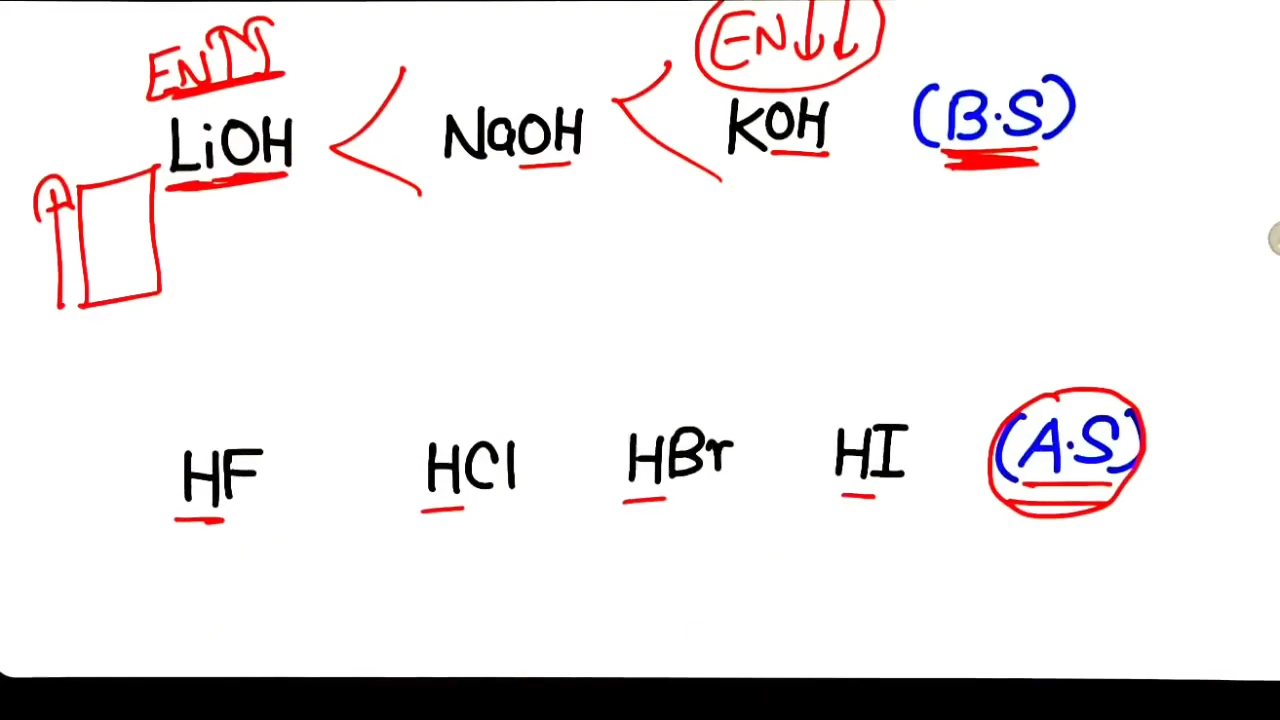 EN↑↑ EN↓↓
LiOH < NaOH < KOH (B.S)
HF HCl HBr HI (A.S)